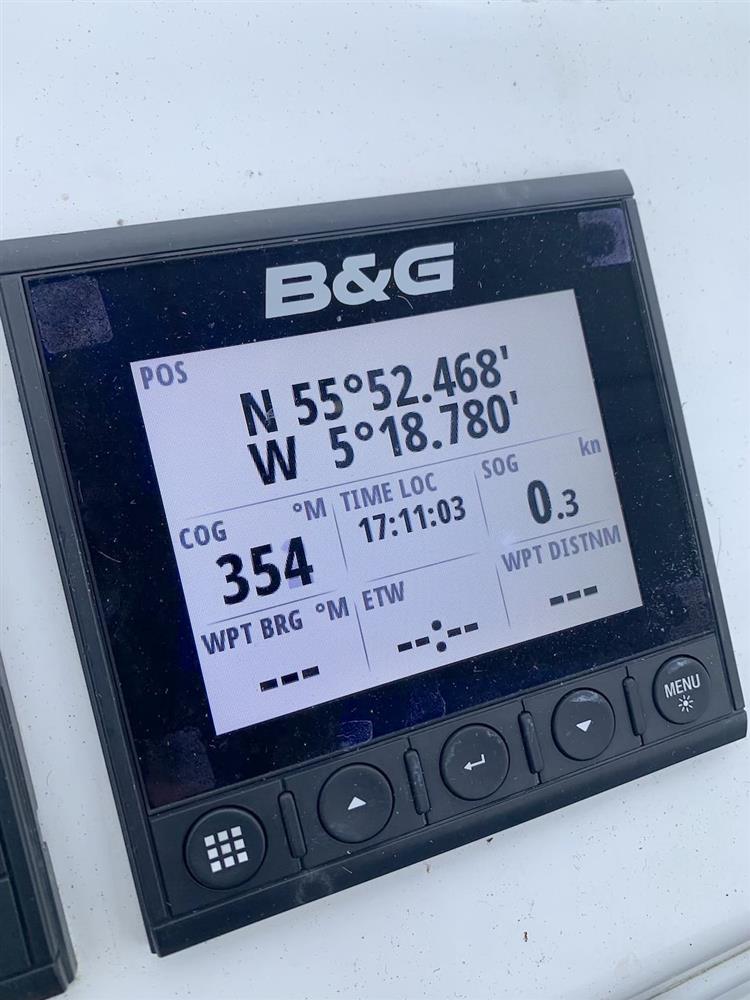 B&G
POS
N 55°52.468'
W 5°18.780'
COG °M
354
TIME LOC
17:11:03
SOG kn
0.3
WPT BRG °M
---
ETW
--:--
WPT DISTNM
---
MENU